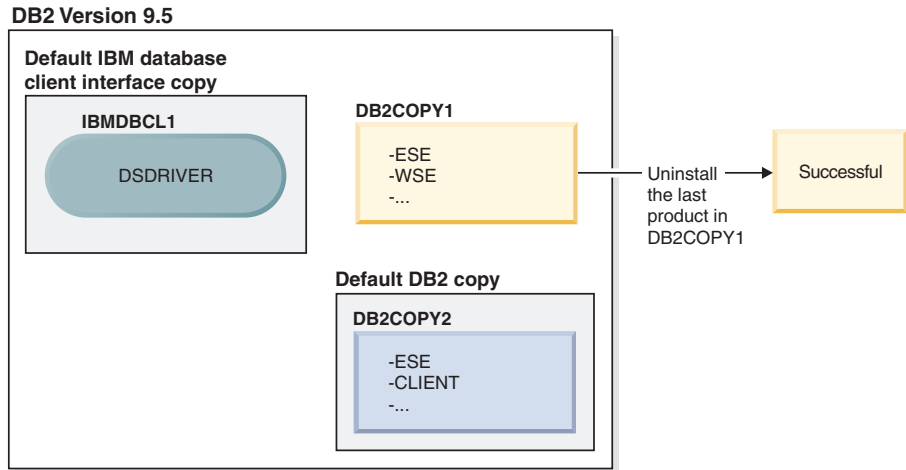 DB2 Version 9.5
Default IBM database
client interface copy
IBMDBCL1
DSDRIVER
DB2COPY1
-ESE
-WSE
-...
Uninstall
the last
product in
DB2COPY1
Successful
Default DB2 copy
DB2COPY2
-ESE
-CLIENT
-...